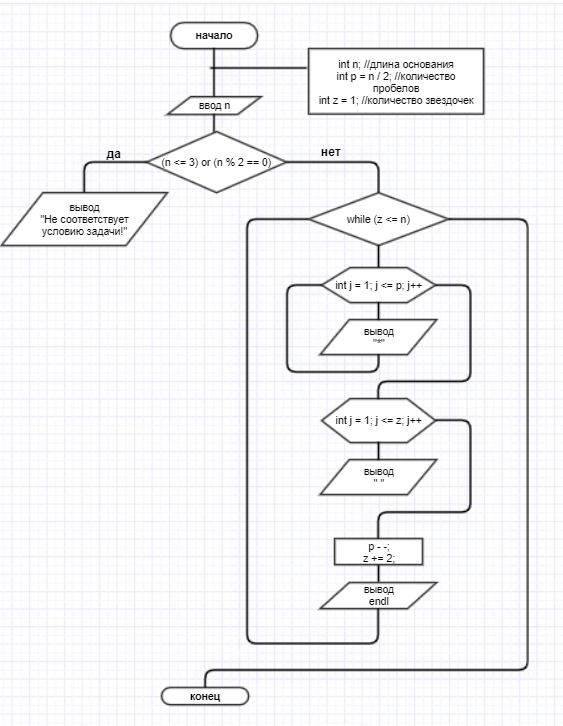 начало
int n; //длина основания
int p = n / 2; //количество
пробелов
int z = 1; //количество звездочек
ввод n
да
(n <= 3) or (n % 2 == 0)
нет
вывод
"Не соответствует
условию задачи!"
while (z <= n)
int j = 1; j <= p; j++
вывод
"*"
int j = 1; j <= z; j++
вывод
" "
p - -;
z += 2;
вывод
endl
конец